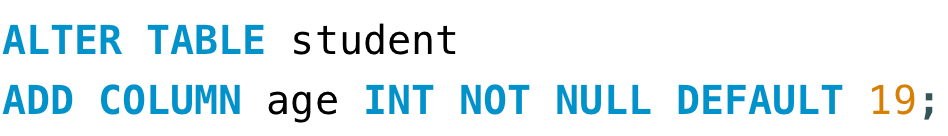 ALTER TABLE student
ADD COLUMN age INT NOT NULL DEFAULT 19;